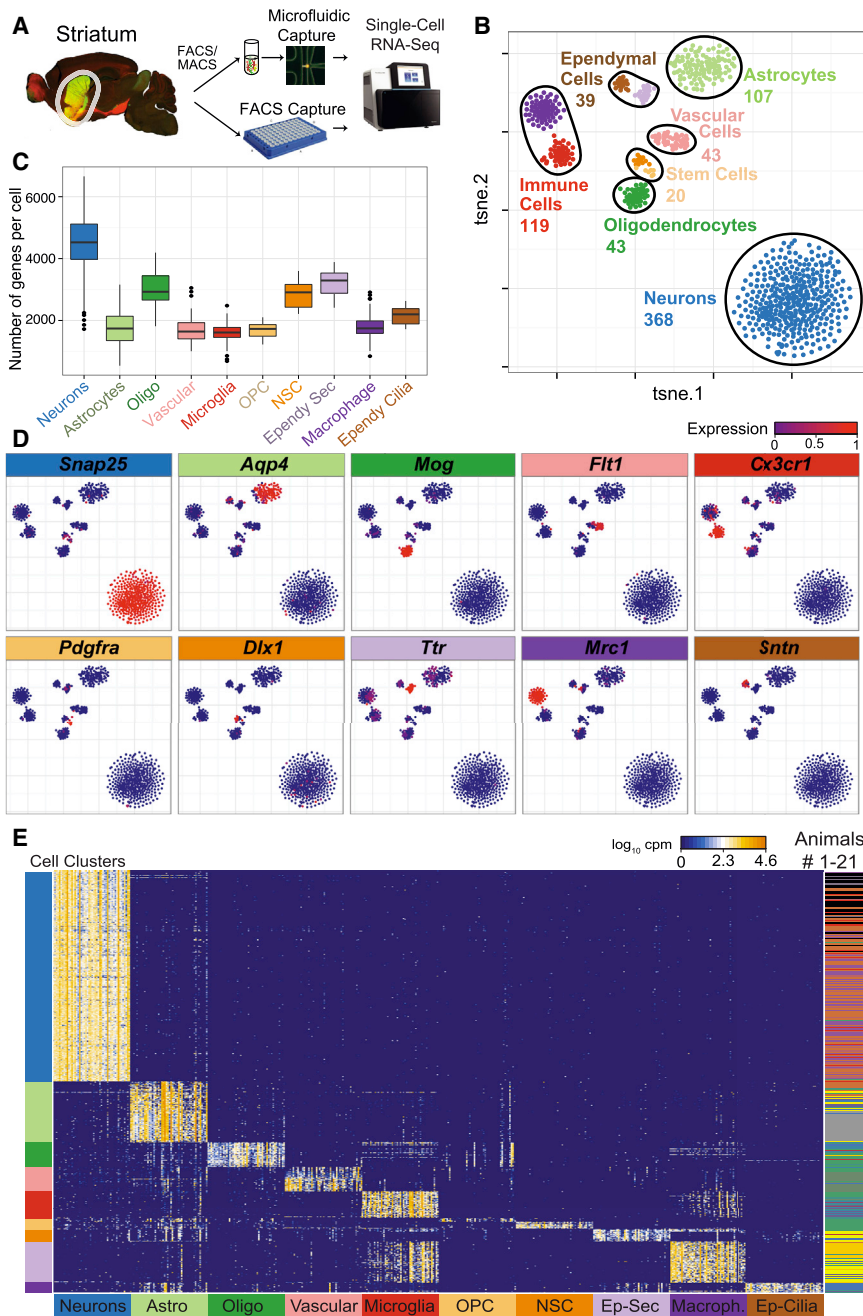 A
Striatum
FACS/
MACS
Microfluidic
Capture
FACS Capture
Single-Cell
RNA-Seq
B
Ependymal
Cells
39
Astrocytes
107
Vascular
Cells
43
Stem Cells
20
Immune
Cells
119
Oligodendrocytes
43
Neurons
368
tsne.2
tsne.1
C
Number of genes per cell
6000
4000
2000
Neurons
Astrocytes
Oligo
Vascular
Microglia
OPC
NSC
Ependy Sec
Macrophage
Ependy Cilia
D
Expression
0 0.5 1
Snap25 Aqp4 Mog Flt1 Cx3cr1
Pdgfra Dlx1 Ttr Mrc1 Sntn
E
Cell Clusters
log10 cpm
0 2.3 4.6
Animals
# 1-21
Neurons Astro Oligo Vascular Microglia OPC NSC Ep-Sec Macroph. Ep-Cilia